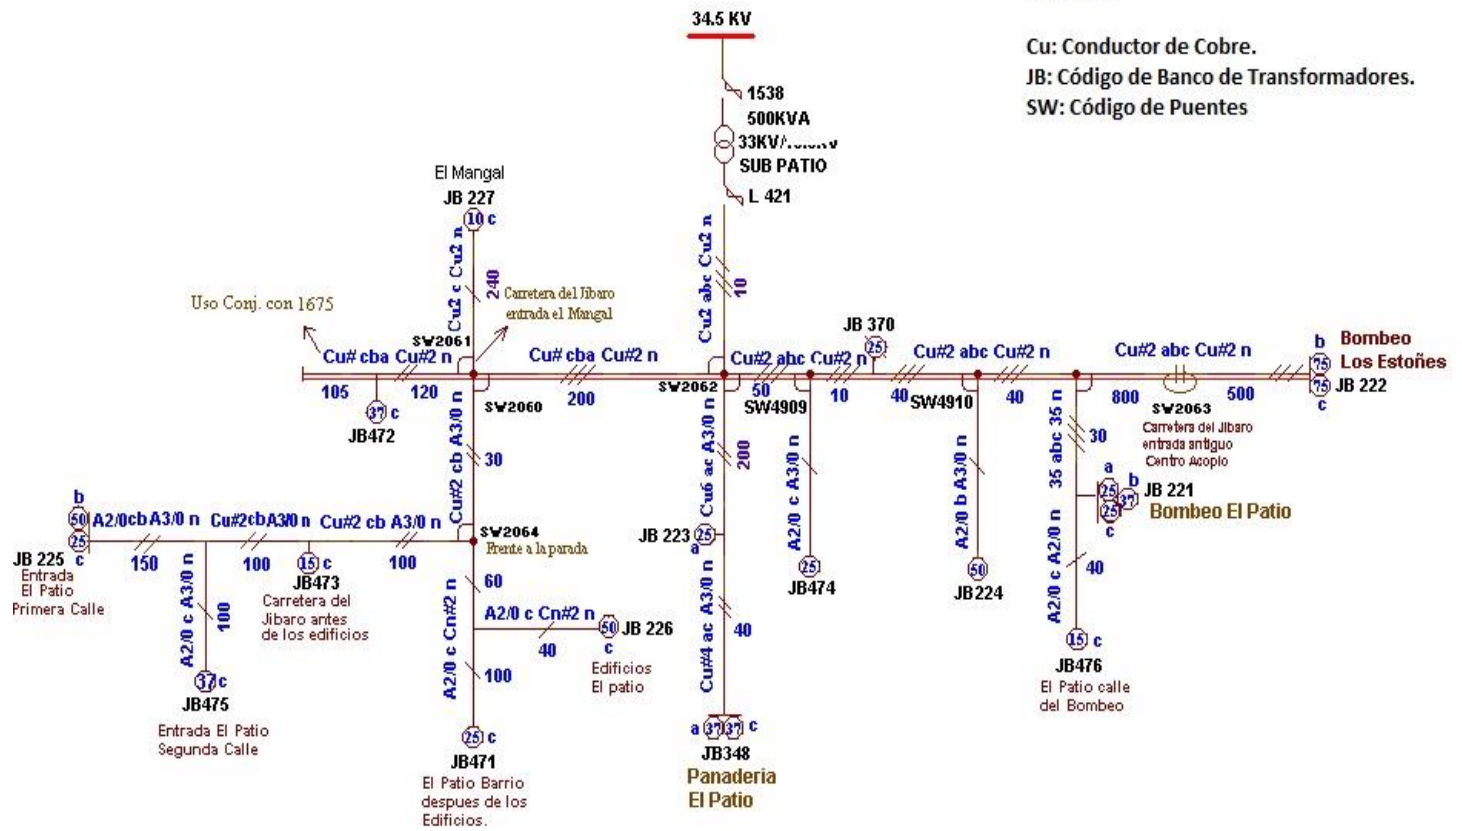 34.5 KV
Cu: Conductor de Cobre.
JB: Código de Banco de Transformadores.
SW: Código de Puentes
1538
500KVA
SUB PATIO
L 421
El Mangal
JB 227
10 c
Cu2 c Cu2 n
240
Cu2 abc Cu2 n
10
Uso Conj. con 1675
Carretera del Jibaro
entrada el Mangal
SW2061
Cu# cba Cu#2 n
105
120
37 c
JB472
SW2060
Cu# cba Cu#2 n
200
SW2062
Cu#2 abc Cu#2 n
50
SW4909
10
JB 370
25
40
Cu#2 abc Cu#2 n
SW4910
40
Cu#2 abc Cu#2 n
800
SW2063
500
Carretera del Jibaro
entrada antiguo
Centro Acopio
b
75
75
c
Bombeo
Los Estoñes
JB 222
Cu#2 cb A3/0 n
30
Cu6 ac A3/0 n
200
A2/0 c A3/0 n
25
JB474
A2/0 b A3/0 n
50
JB224
35 abc 35 n
30
a
25
b
37
25
c
JB 221
Bombeo El Patio
A2/0 c A2/0 n
40
15 c
JB476
El Patio calle
del Bombeo
b
50
25
c
JB 225
Entrada
El Patio
Primera Calle
A2/0cb A3/0 n
150
Cu#2cb A3/0 n
100
Cu#2 cb A3/0 n
100
SW2064
Frente a la parada
15 c
JB473
Carretera del
Jibaro antes
de los edificios
A2/0 c A3/0 n
100
37 c
JB475
Entrada El Patio
Segunda Calle
60
A2/0 c Cn#2 n
A2/0 c Cn#2 n
40
50
c
JB 226
Edificios
El patio
100
25 c
JB471
El Patio Barrio
despues de los
Edificios.
JB 223
25
a
Cu#4 ac A3/0 n
40
a 37 37 c
JB348
Panaderia
El Patio